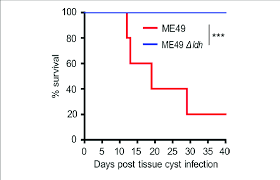 100
80
60
40
20
0
% survival
ME49
ME49 Δldh
***
0 5 10 15 20 25 30 35 40
Days post tissue cyst infection